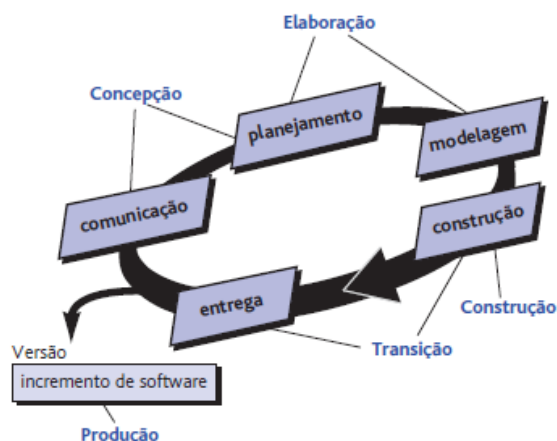 Elaboração
Concepção
planejamento
modelagem
comunicação
construção
entrega
Construção
Transição
Versão
incremento de software
Produção